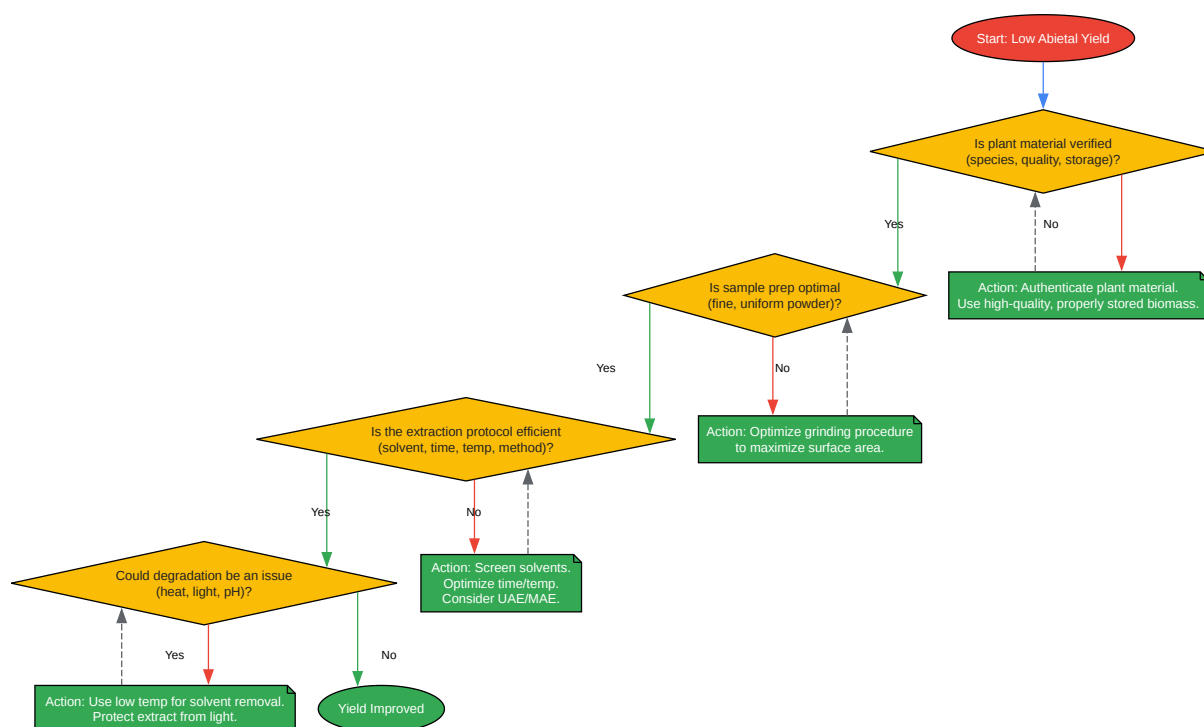 Start: Low Abietal Yield
Is plant material verified
(species, quality, storage)?
Yes
No
Action: Authenticate plant material.
Use high-quality, properly stored biomass.
Is sample prep optimal
(fine, uniform powder)?
Yes
No
Action: Optimize grinding procedure
to maximize surface area.
Is the extraction protocol efficient
(solvent, time, temp, method)?
Yes
No
Action: Screen solvents.
Optimize time/temp.
Consider UAE/MAE.
Could degradation be an issue
(heat, light, pH)?
Yes
No
Action: Use low temp for solvent removal.
Protect extract from light.
Yield Improved